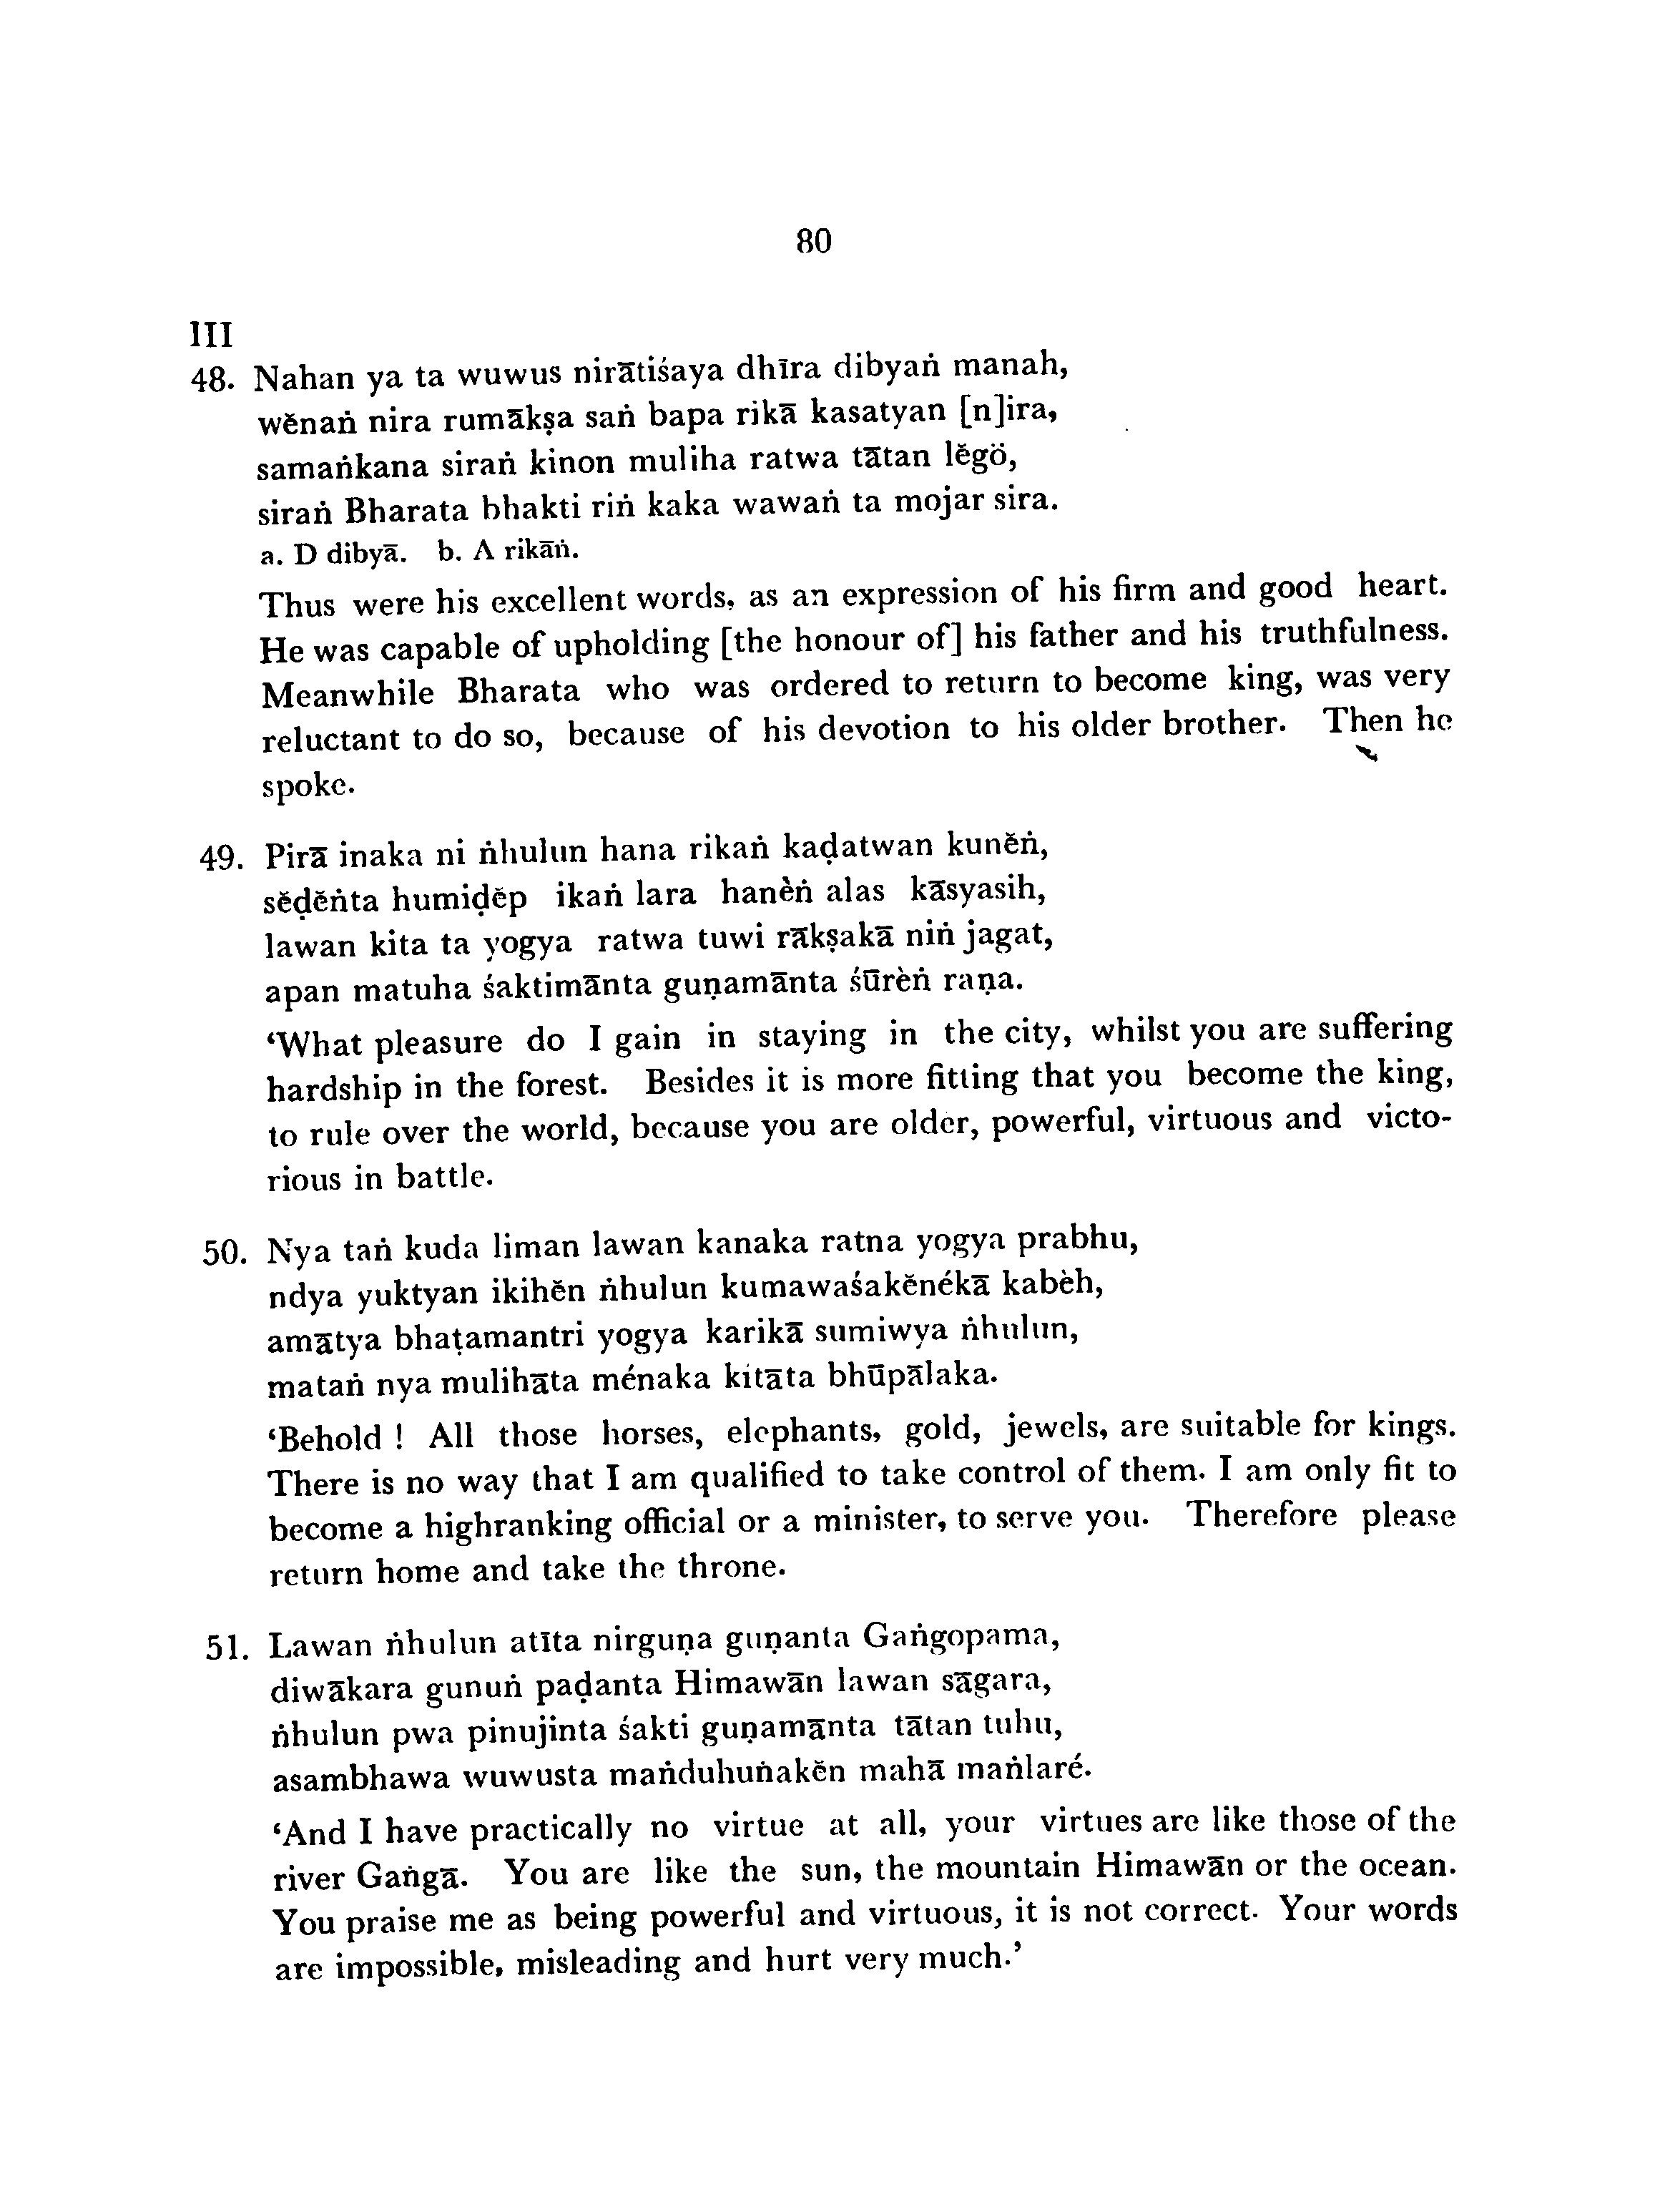 80
III
48. Nahan ya ta wuwus nirātiśaya dhīra dibyaṅ manah,
wĕnaṅ nira rumākṣa saṅ bapa rikā kasatyan [n]ira,
samaṅkana siraṅ kinon muliha ratwa tātan lĕgö,
siraṅ Bharata bhakti riṅ kaka wawaṅ ta mojar sira.
a. D dibyā. b. A rikāṅ.
Thus were his excellent words, as an expression of his firm and good heart.
He was capable of upholding [the honour of] his father and his truthfulness.
Meanwhile Bharata who was ordered to return to become king, was very
reluctant to do so, because of his devotion to his older brother. Then he
spoke.
49. Pirā inaka ni ṅhulun hana rikaṅ kaḍatwan kunĕṅ,
sĕḍĕṅta humiḍĕp ikaṅ lara hanèṅ alas kāsyasih,
lawan kita ta yogya ratwa tuwi rākṣakā niṅ jagat,
apan matuha śaktimānta guṇamānta śūrèṅ raṇa.
‘What pleasure do I gain in staying in the city, whilst you are suffering
hardship in the forest. Besides it is more fitting that you become the king,
to rule over the world, because you are older, powerful, virtuous and victo-
rious in battle.
50. Nya taṅ kuda liman lawan kanaka ratna yogya prabhu,
ndya yuktyan ikihĕn ṅhulun kumawaśakĕnékā kabèh,
amātya bhaṭamantri yogya karikā sumiwya ṅhulun,
mataṅ nya mulihāta ménaka kitāta bhūpālaka.
‘Behold ! All those horses, elephants, gold, jewels, are suitable for kings.
There is no way that I am qualified to take control of them. I am only fit to
become a highranking official or a minister, to serve you. Therefore please
return home and take the throne.
51. Lawan ṅhulun atīta nirguṇa guṇanta Gaṅgopama,
diwākara gunuṅ paḍanta Himawān lawan sāgara,
ṅhulun pwa pinujinta śakti guṇamānta tātan tuhu,
asambhawa wuwusta maṅduhuṅakĕn mahā maṅlaré.
‘And I have practically no virtue at all, your virtues are like those of the
river Gaṅgā. You are like the sun, the mountain Himawān or the ocean.
You praise me as being powerful and virtuous, it is not correct. Your words
are impossible, misleading and hurt very much.’